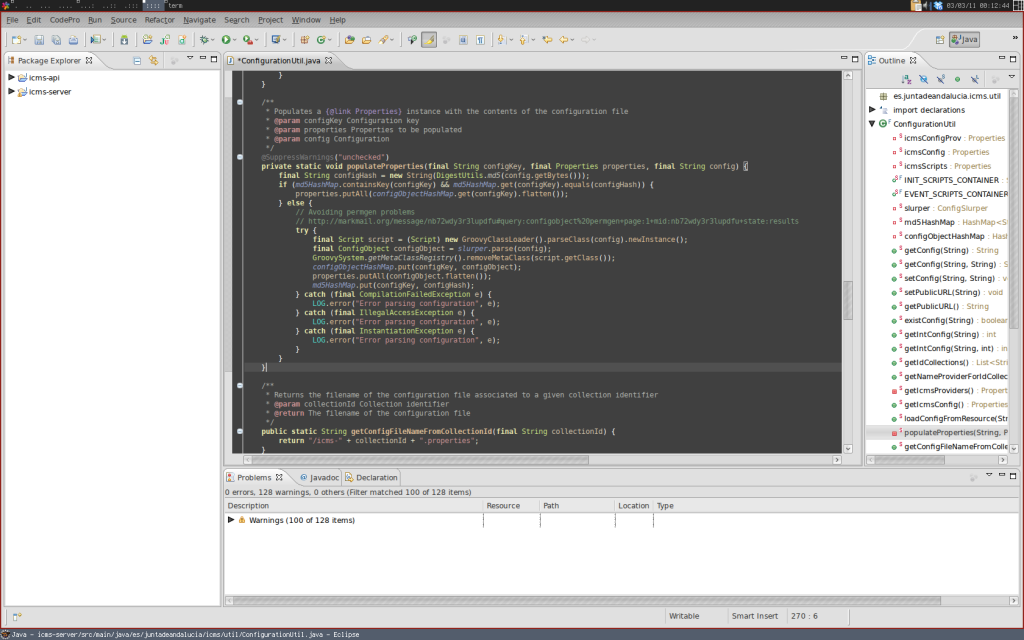 term
03/03/11 00:12:44
File Edit CodePro Run Source Refactor Navigate Search Project Window Help
Java
Package Explorer
icms-api
icms-server
*ConfigurationUtil.java
}
}
/**
* Populates a {@link Properties} instance with the contents of the configuration file
* @param configKey Configuration key
* @param properties Properties to be populated
* @param config Configuration
*/
@SuppressWarnings("unchecked")
private static void populateProperties(final String configKey, final Properties properties, final String config) {
final String configHash = new String(DigestUtils.md5(config.getBytes()));
if (md5HashMap.containsKey(configKey) && md5HashMap.get(configKey).equals(configHash)) {
properties.putAll(configObjectHashMap.get(configKey).flatten());
} else {
// Avoiding permgen problems
// http://markmail.org/message/nb72wdy3r3lupdfu#query:configobject%20permgen+page:1+mid:nb72wdy3r3lupdfu+state:results
try {
final Script script = (Script) new GroovyClassLoader().parseClass(config).newInstance();
final ConfigObject configObject = slurper.parse(config);
GroovySystem.getMetaClassRegistry().removeMetaClass(script.getClass());
configObjectHashMap.put(configKey, configObject);
properties.putAll(configObject.flatten());
md5HashMap.put(configKey, configHash);
} catch (final CompilationFailedException e) {
LOG.error("Error parsing configuration", e);
} catch (final IllegalAccessException e) {
LOG.error("Error parsing configuration", e);
} catch (final InstantiationException e) {
LOG.error("Error parsing configuration", e);
}
}
}
/**
* Returns the filename of the configuration file associated to a given collection identifier
* @param collectionId Collection identifier
* @return The filename of the configuration file
*/
public static String getConfigFileNameFromCollectionId(final String collectionId) {
return "/icms-" + collectionId + ".properties";
}
Outline
es.juntadeandalucia.icms.util
import declarations
ConfigurationUtil
icmsConfigProv : Properties
icmsConfig : Properties
icmsScripts : Properties
INIT_SCRIPTS_CONTAINER
EVENT_SCRIPTS_CONTAINER
slurper : ConfigSlurper
md5HashMap : HashMap<S
configObjectHashMap : Hash
getConfig(String) : String
getConfig(String, String) : S
setConfig(String, String) : v
setPublicURL(String) : void
getPublicURL() : String
existConfig(String) : boolean
getIntConfig(String) : int
getIntConfig(String, int) : in
getIdCollections() : List<Stri
getNameProviderForIdCollec
getIcmsProviders() : Propert
getIcmsConfig() : Properties
loadConfigFromResource(Str
populateProperties(String, P
getConfigFileNameFromColle
Problems Javadoc Declaration
0 errors, 128 warnings, 0 others (Filter matched 100 of 128 items)
Description Resource Path Location Type
Warnings (100 of 128 items)
Writable Smart Insert 270 : 6
Java - icms-server/src/main/java/es/juntadeandalucia/icms/util/ConfigurationUtil.java - Eclipse